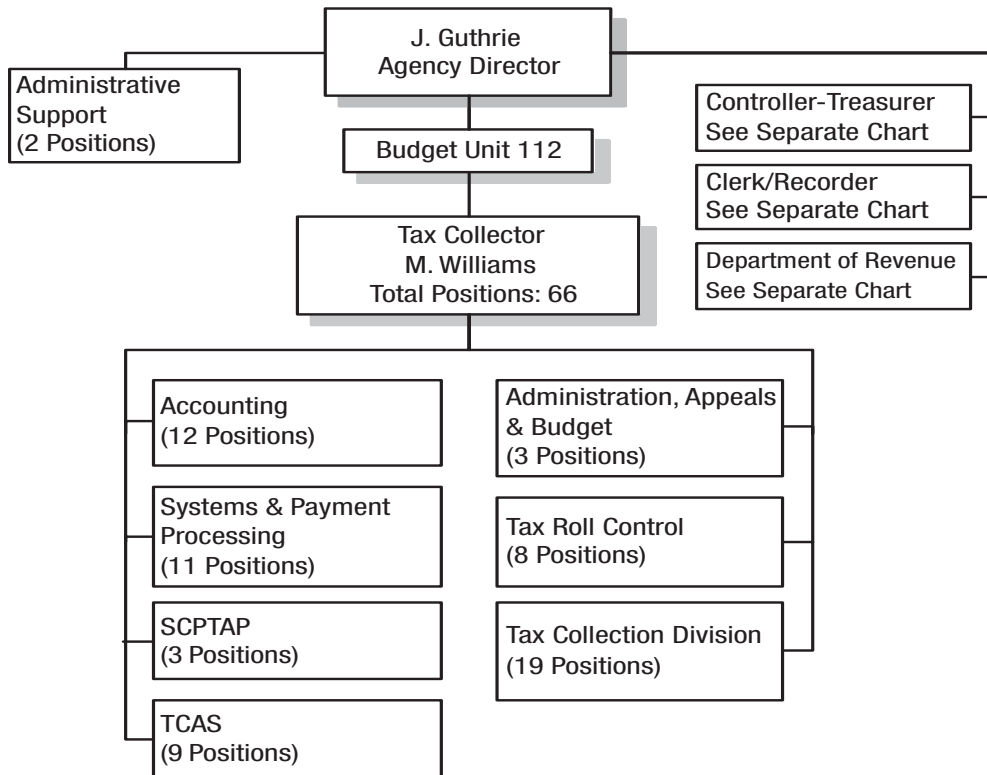 J. Guthrie
Agency Director
Administrative
Support
(2 Positions)
Controller-Treasurer
See Separate Chart
Budget Unit 112
Clerk/Recorder
See Separate Chart
Tax Collector
M. Williams
Total Positions: 66
Department of Revenue
See Separate Chart
Accounting
(12 Positions)
Systems & Payment
Processing
(11 Positions)
SCPTAP
(3 Positions)
TCAS
(9 Positions)
Administration, Appeals
& Budget
(3 Positions)
Tax Roll Control
(8 Positions)
Tax Collection Division
(19 Positions)